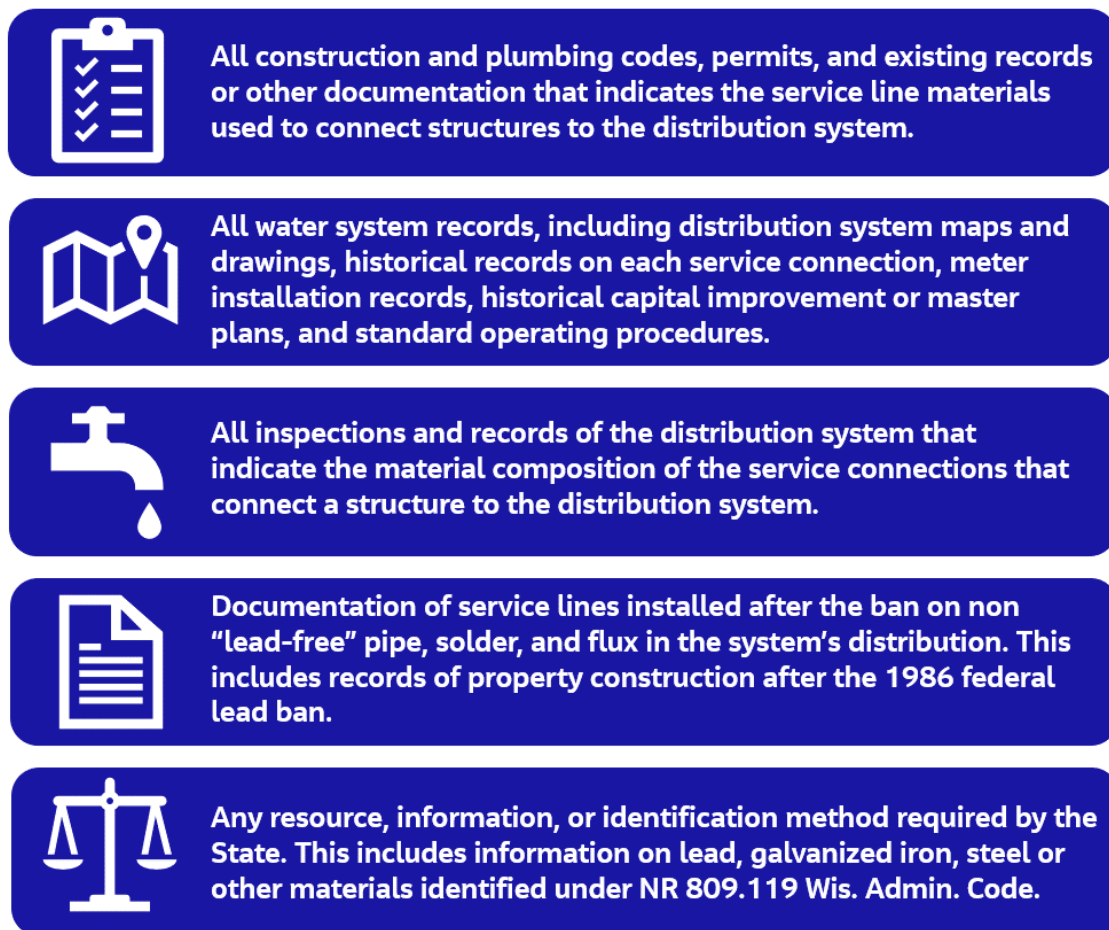 All construction and plumbing codes, permits, and existing records
or other documentation that indicates the service line materials
used to connect structures to the distribution system.
All water system records, including distribution system maps and
drawings, historical records on each service connection, meter
installation records, historical capital improvement or master
plans, and standard operating procedures.
All inspections and records of the distribution system that
indicate the material composition of the service connections that
connect a structure to the distribution system.
Documentation of service lines installed after the ban on non
“lead-free” pipe, solder, and flux in the system’s distribution. This
includes records of property construction after the 1986 federal
lead ban.
Any resource, information, or identification method required by the
State. This includes information on lead, galvanized iron, steel or
other materials identified under NR 809.119 Wis. Admin. Code.